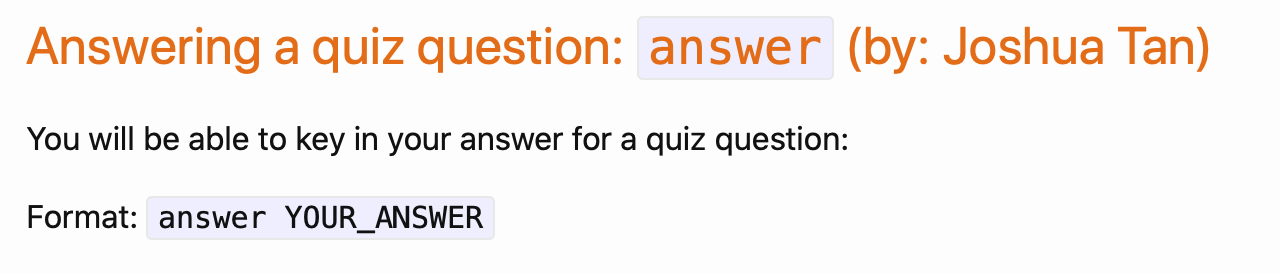 Answering a quiz question: answer (by: Joshua Tan)
You will be able to key in your answer for a quiz question:
Format: answer YOUR_ANSWER